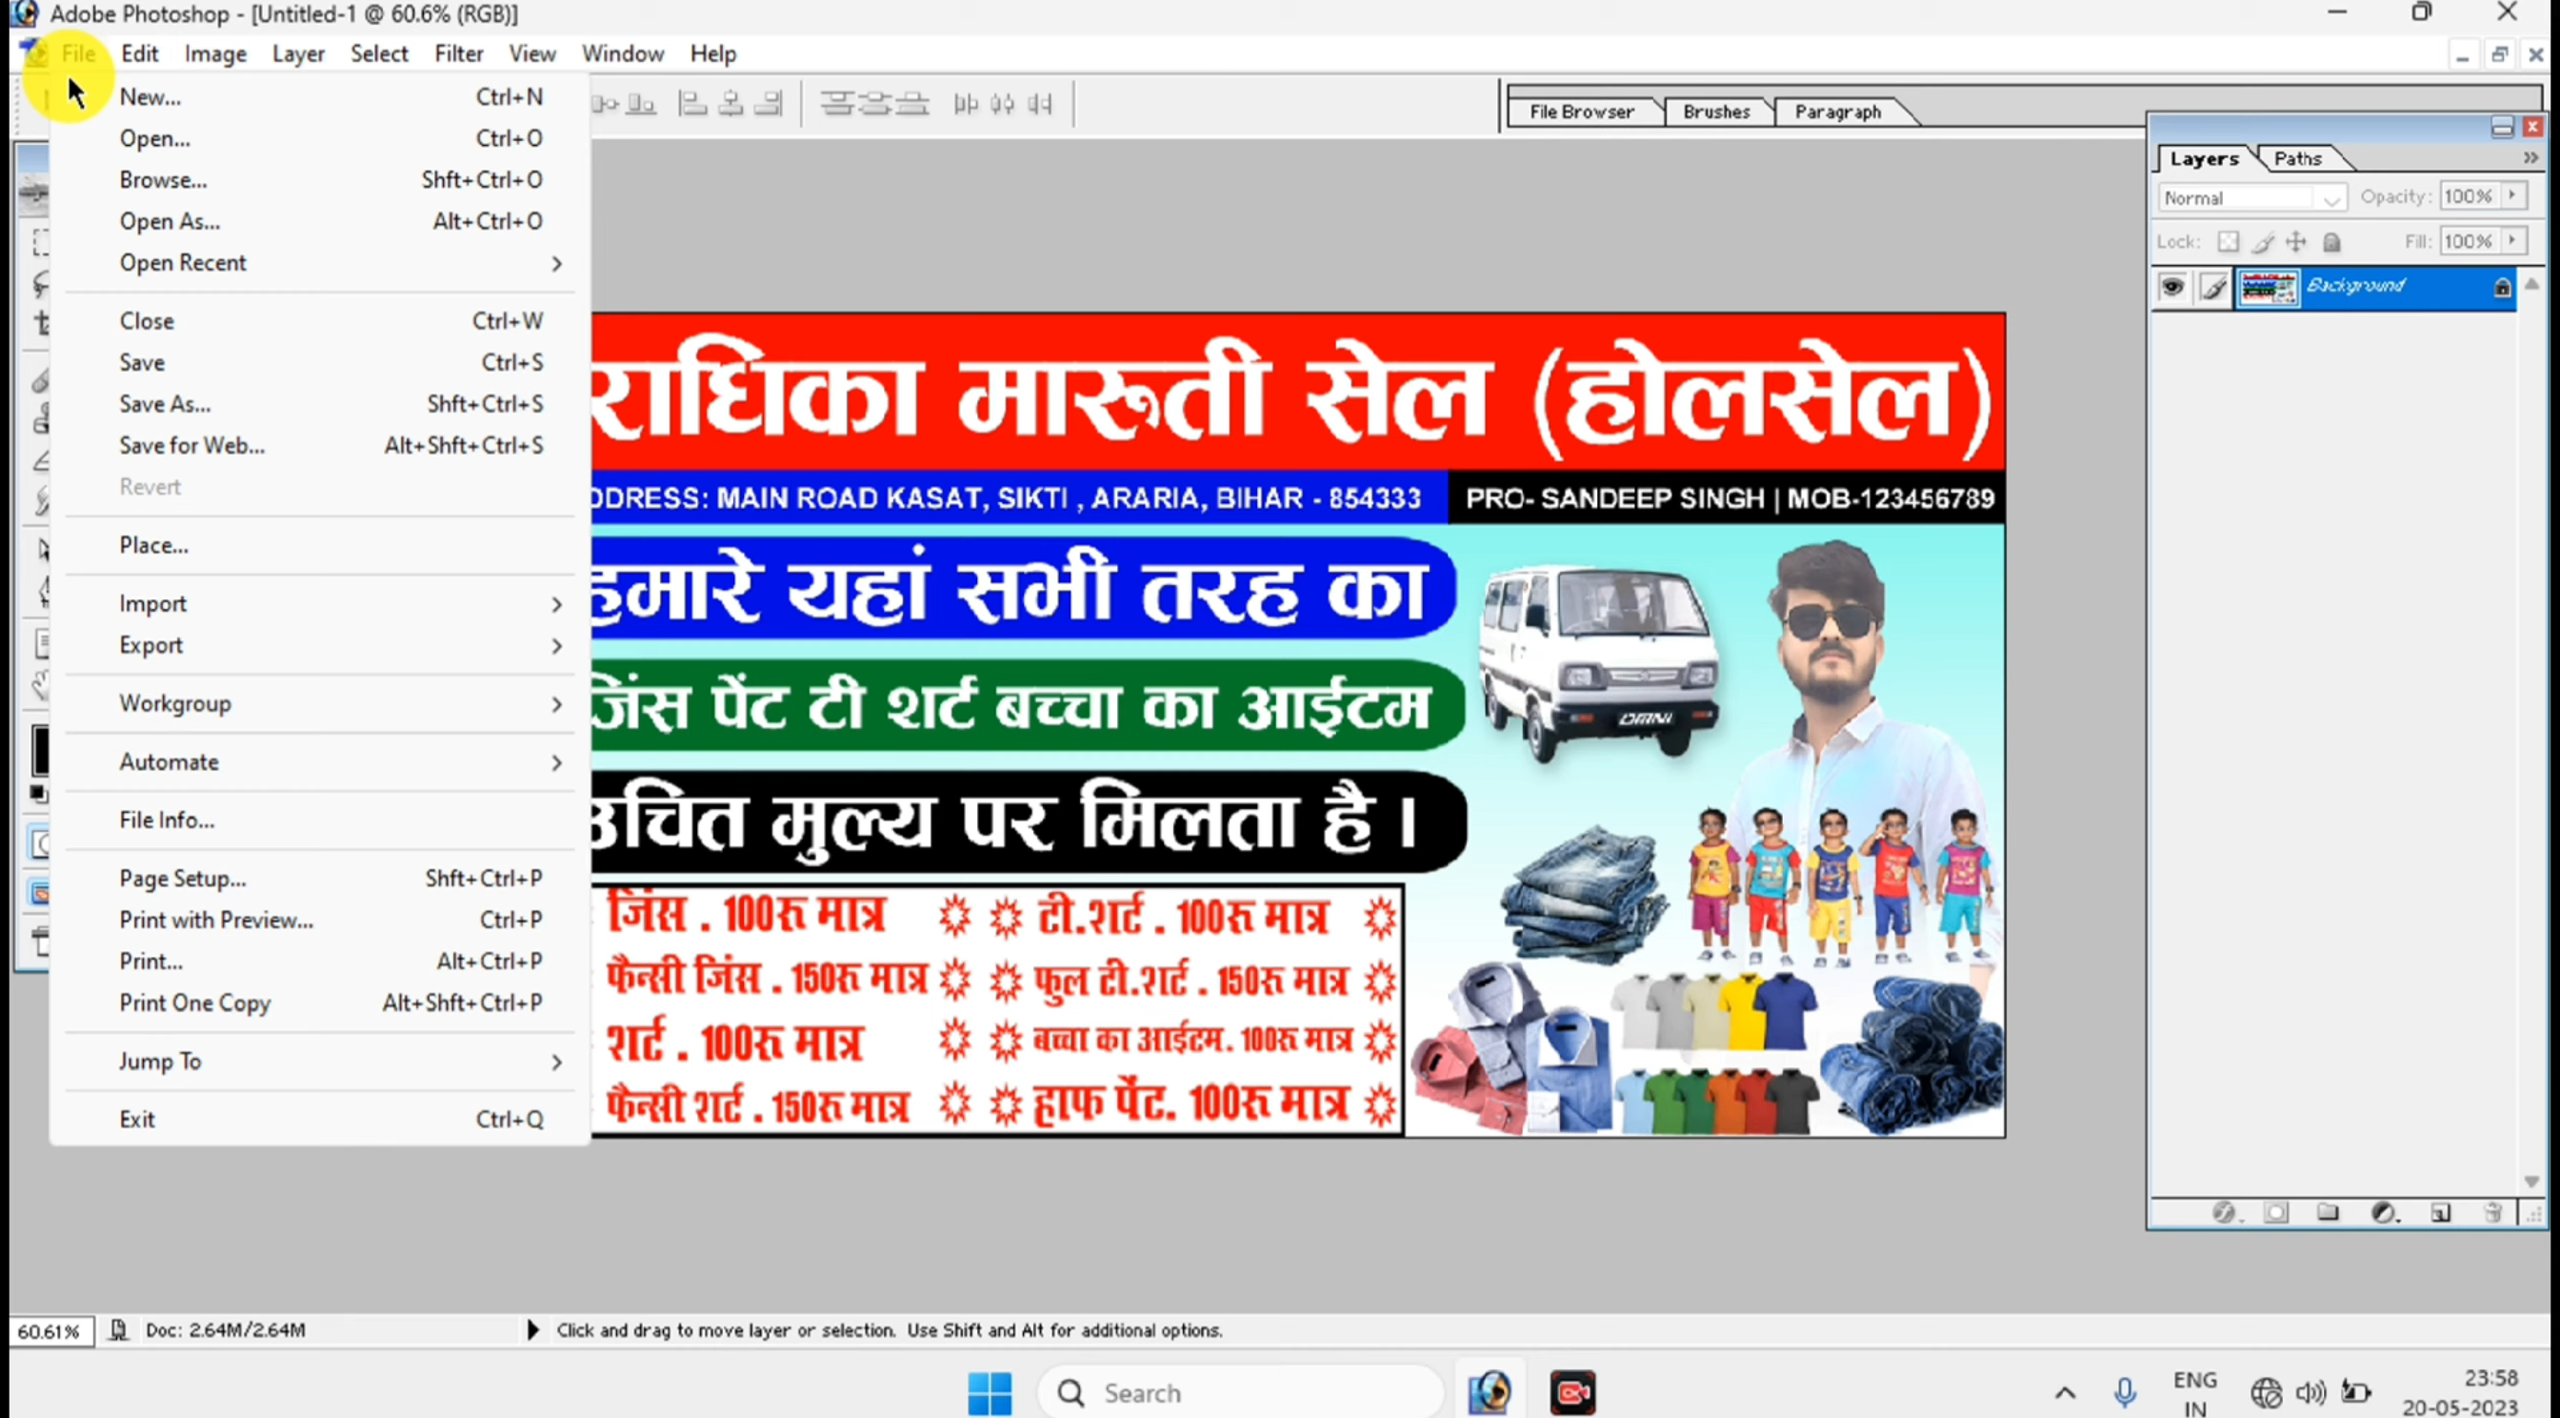 Adobe Photoshop - [Untitled-1 @ 60.6% (RGB)]
File Edit Image Layer Select Filter View Window Help
New... Ctrl+N
Open... Ctrl+O
Browse... Shft+Ctrl+O
Open As... Alt+Ctrl+O
Open Recent
Close Ctrl+W
Save Ctrl+S
Save As... Shft+Ctrl+S
Save for Web... Alt+Shft+Ctrl+S
Revert
Place...
Import
Export
Workgroup
Automate
File Info...
Page Setup... Shft+Ctrl+P
Print with Preview... Ctrl+P
Print... Alt+Ctrl+P
Print One Copy Alt+Shft+Ctrl+P
Jump To
Exit Ctrl+Q
File Browser Brushes Paragraph
Layers Paths
Normal Opacity: 100%
Lock: Fill: 100%
Background
राधिका मारूती सेल (होलसेल)
DDRESS: MAIN ROAD KASAT, SIKTI , ARARIA, BIHAR - 854333
PRO- SANDEEP SINGH | MOB-123456789
हमारे यहां सभी तरह का
जिंस पेंट टी शर्ट बच्चा का आईटम
उचित मुल्य पर मिलता है ।
OMNI
जिंस . 100रू मात्र टी.शर्ट . 100रू मात्र
फैन्सी जिंस . 150रू मात्र फुल टी.शर्ट . 150रू मात्र
शर्ट . 100रू मात्र बच्चा का आईटम. 100रू मात्र
फैन्सी शर्ट . 150रू मात्र हाफ पेंट. 100रू मात्र
60.61% Doc: 2.64M/2.64M Click and drag to move layer or selection. Use Shift and Alt for additional options.
Search
ENG
IN
23:58
20-05-2023